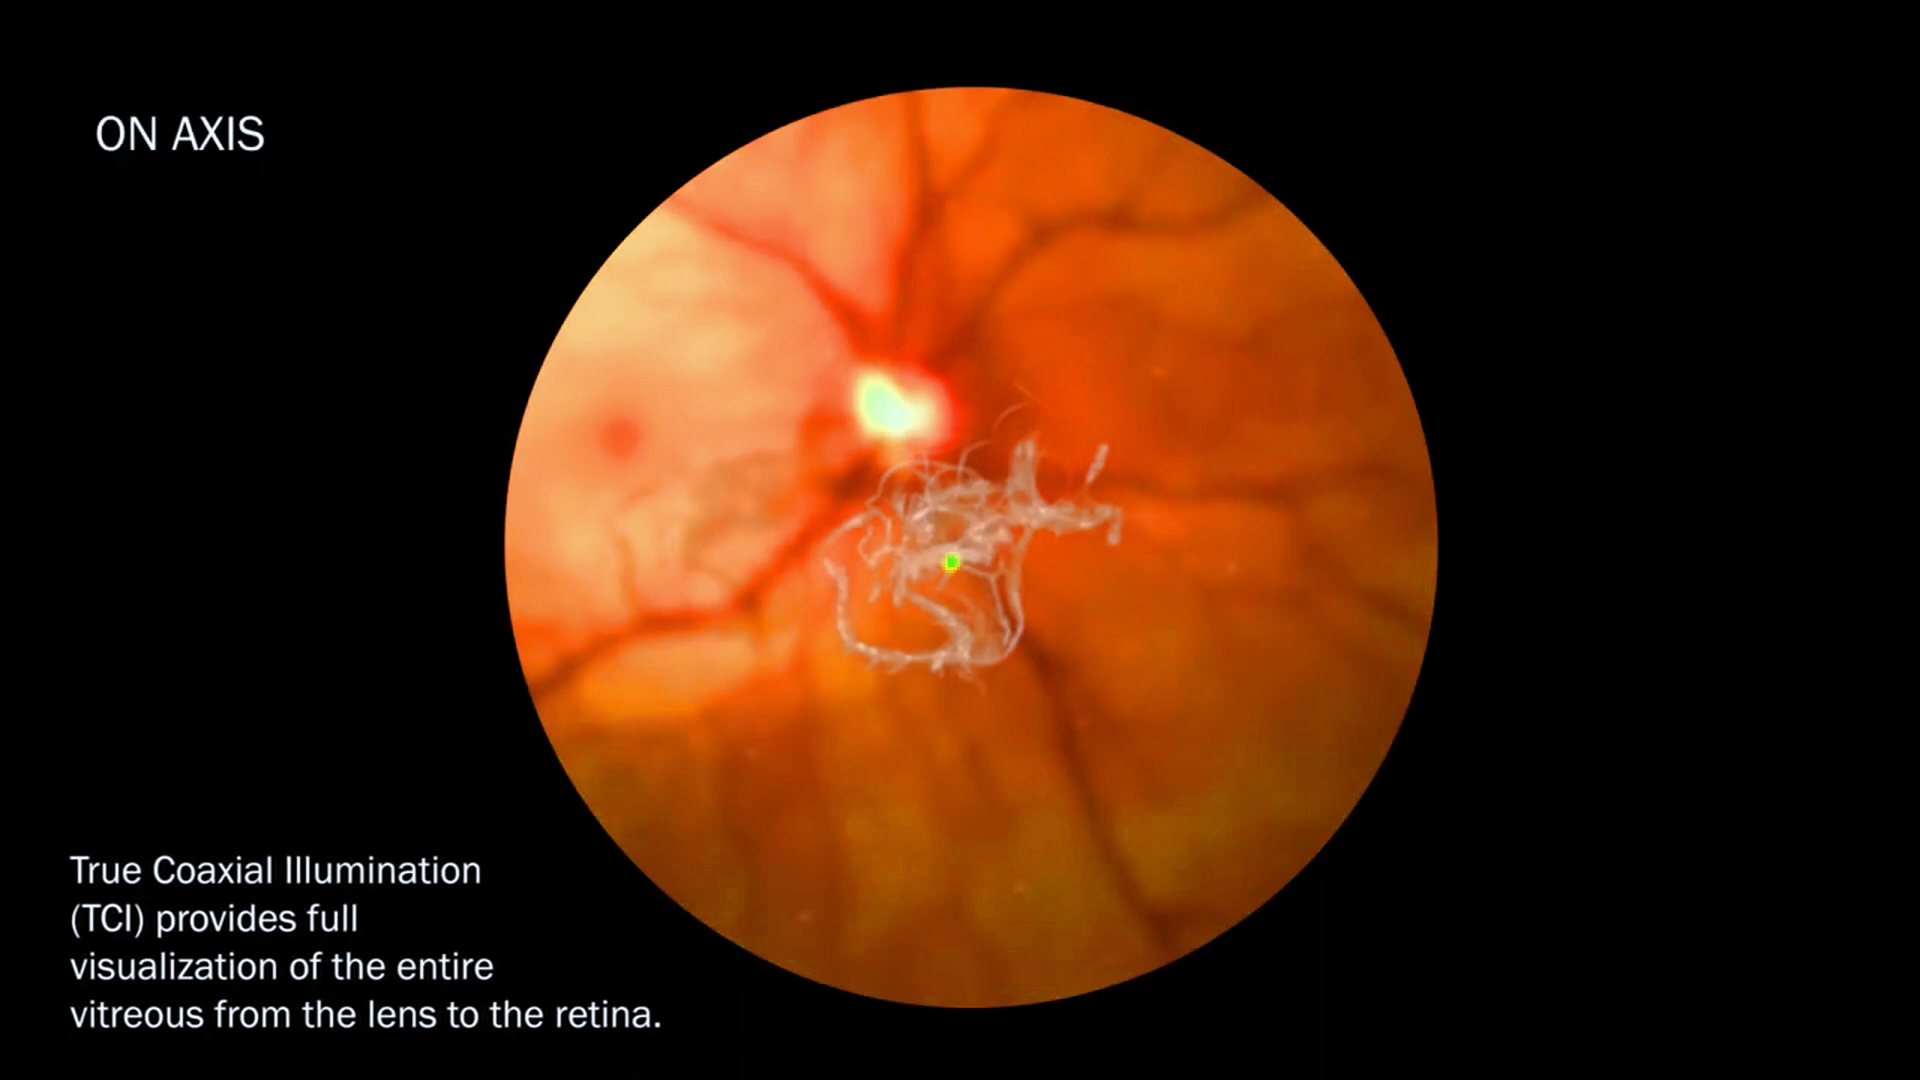 ON AXIS
True Coaxial Illumination
(TCI) provides full
visualization of the entire
vitreous from the lens to the retina.